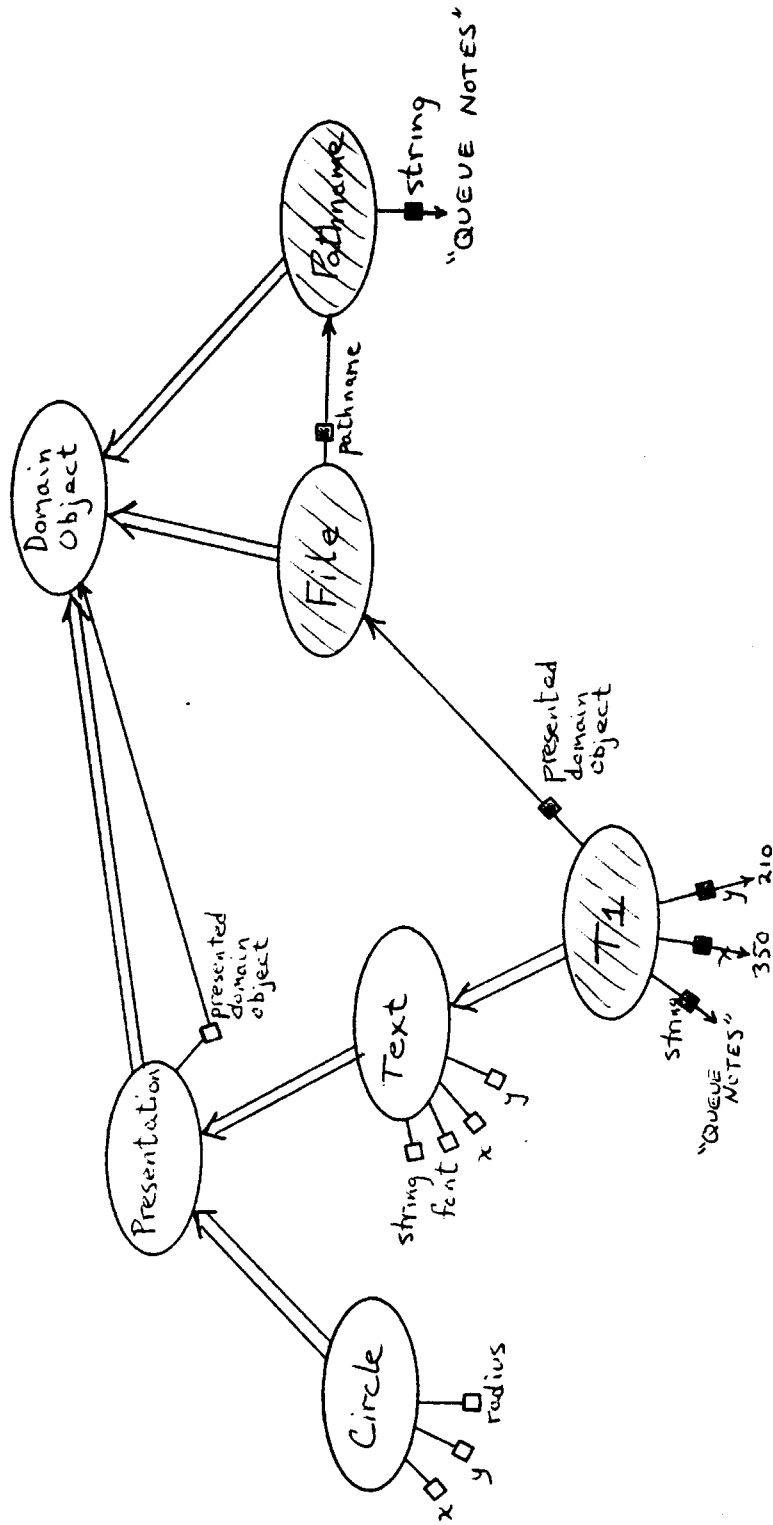 Domain
Object
Presentation
presented
domain
object
Circle
x
y
radius
Text
string
font
x
y
File
pathname
Pathname
string
"QUEUE NOTES"
T1
presented
domain
object
string
"QUEUE
NOTES"
x
350
y
210